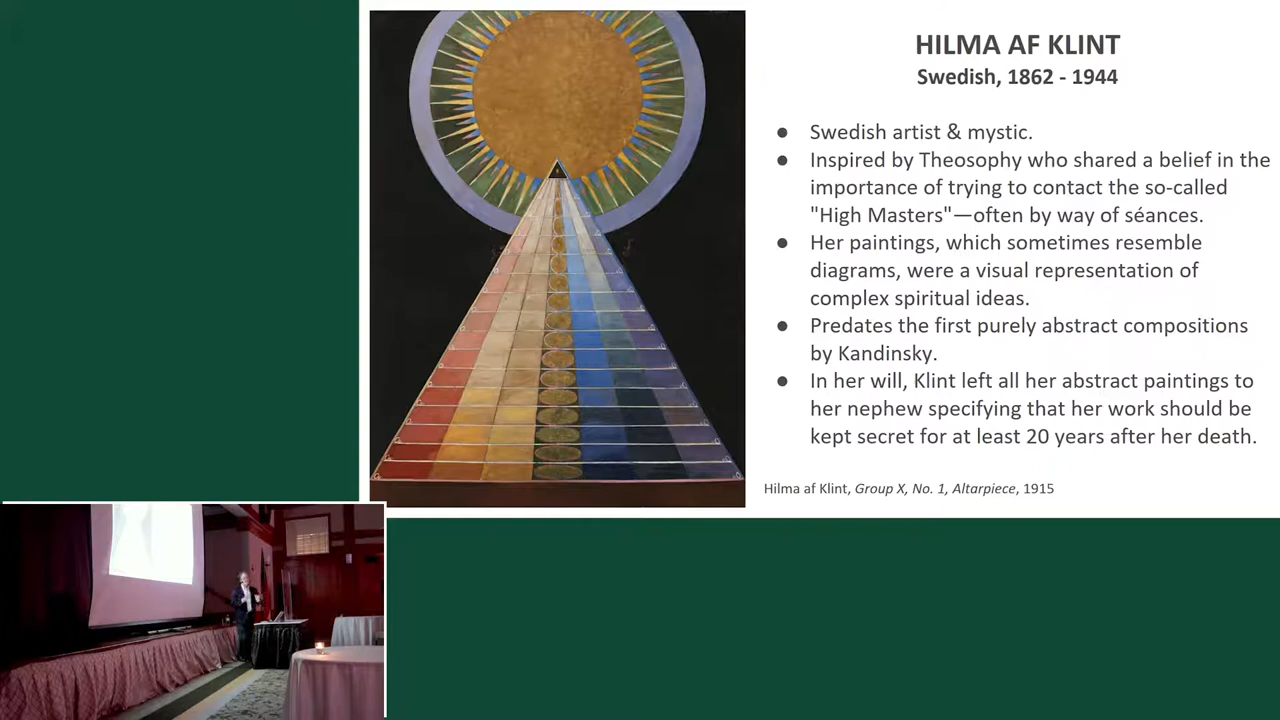 HILMA AF KLINT
Swedish, 1862 - 1944
● Swedish artist & mystic.
● Inspired by Theosophy who shared a belief in the
importance of trying to contact the so-called
"High Masters"—often by way of séances.
● Her paintings, which sometimes resemble
diagrams, were a visual representation of
complex spiritual ideas.
● Predates the first purely abstract compositions
by Kandinsky.
● In her will, Klint left all her abstract paintings to
her nephew specifying that her work should be
kept secret for at least 20 years after her death.
Hilma af Klint, Group X, No. 1, Altarpiece, 1915